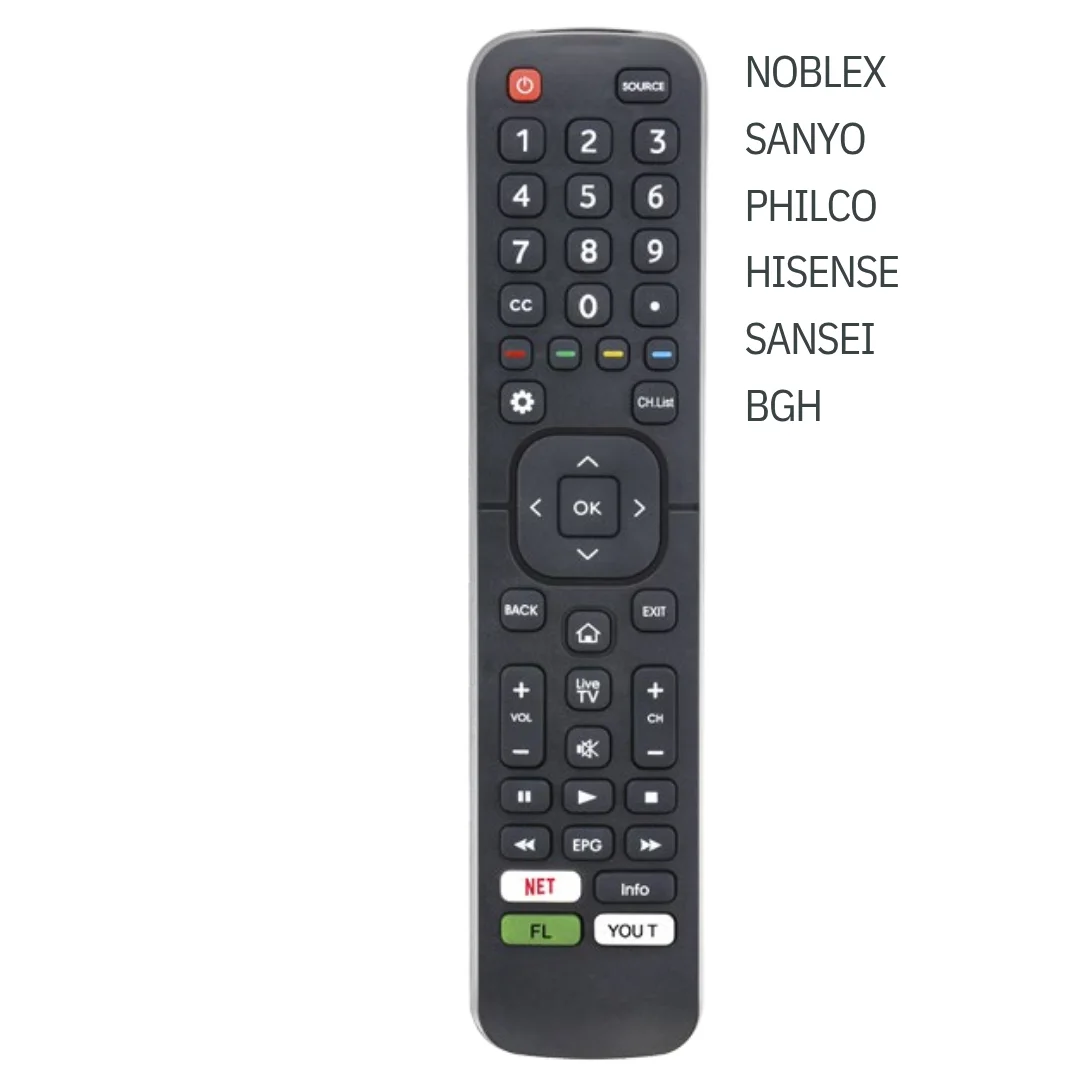 SOURCE
1 2 3
4 5 6
7 8 9
CC 0
CH.List
OK
BACK EXIT
Live
TV
VOL CH
EPG
NET Info
FL YOU T
NOBLEX
SANYO
PHILCO
HISENSE
SANSEI
BGH